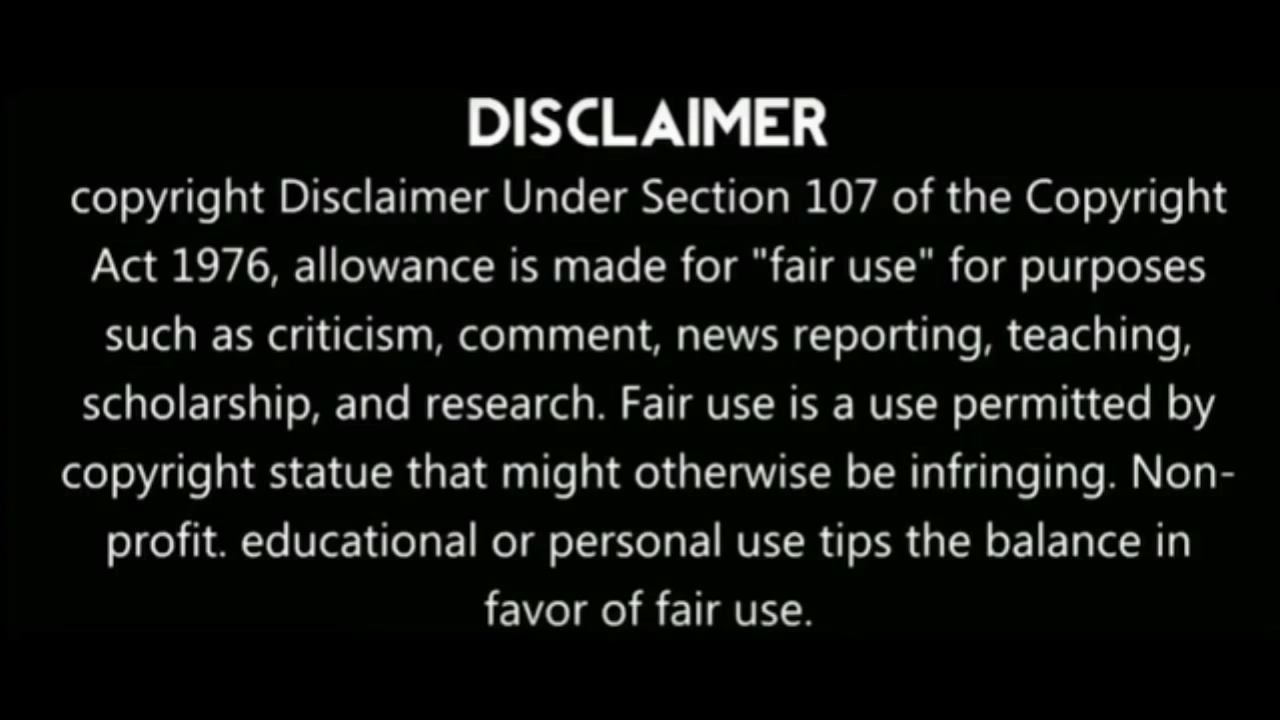 DISCLAIMER
copyright Disclaimer Under Section 107 of the Copyright
Act 1976, allowance is made for "fair use" for purposes
such as criticism, comment, news reporting, teaching,
scholarship, and research. Fair use is a use permitted by
copyright statue that might otherwise be infringing. Non-
profit. educational or personal use tips the balance in
favor of fair use.